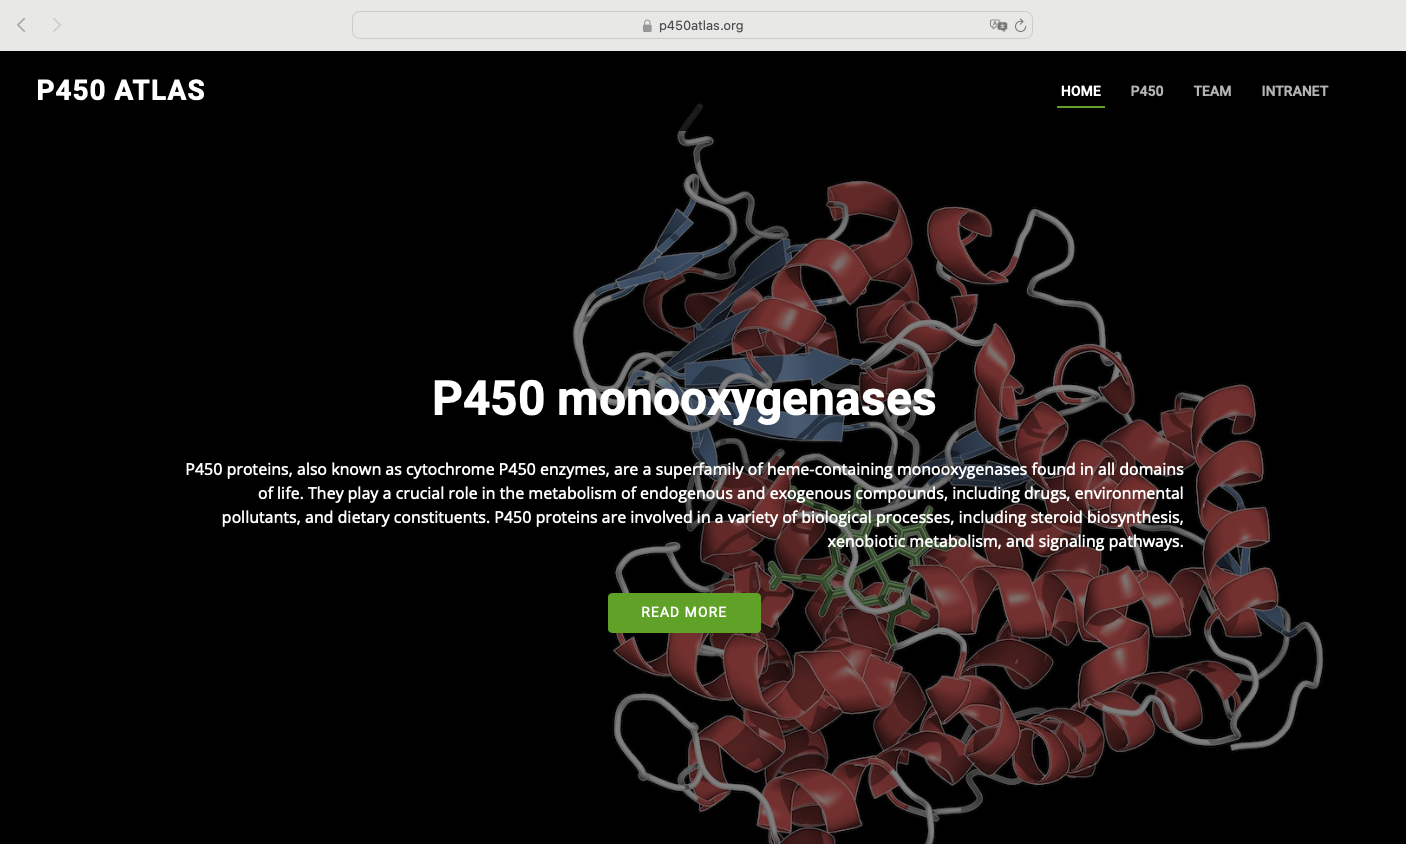 p450atlas.org
P450 ATLAS
HOME P450 TEAM INTRANET
P450 monooxygenases
P450 proteins, also known as cytochrome P450 enzymes, are a superfamily of heme-containing monooxygenases found in all domains
of life. They play a crucial role in the metabolism of endogenous and exogenous compounds, including drugs, environmental
pollutants, and dietary constituents. P450 proteins are involved in a variety of biological processes, including steroid biosynthesis,
xenobiotic metabolism, and signaling pathways.
READ MORE